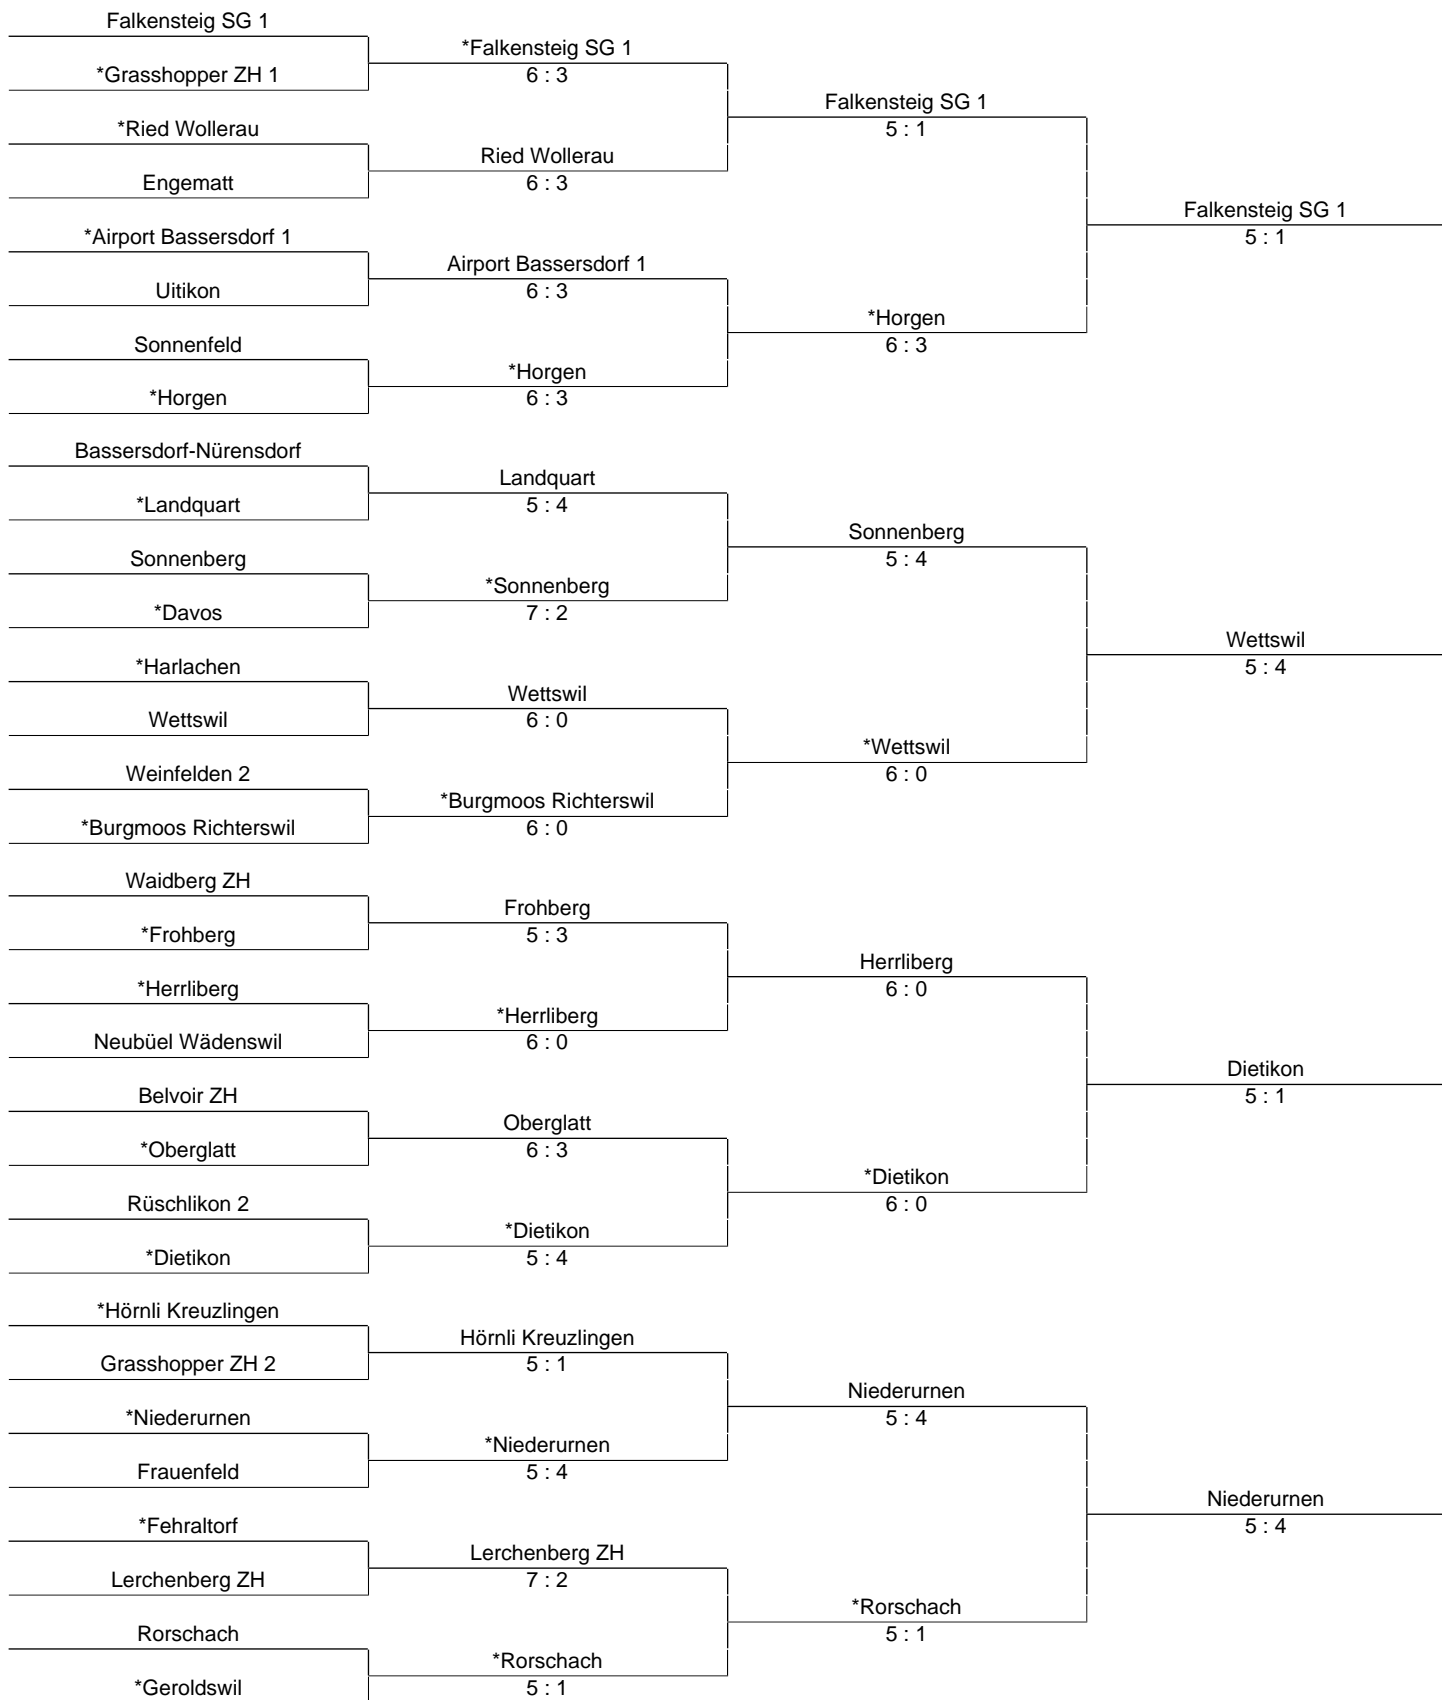 Falkensteig SG 1
*Falkensteig SG 1
*Grasshopper ZH 1
6 : 3
Falkensteig SG 1
*Ried Wollerau
5 : 1
Ried Wollerau
Engematt
6 : 3
Falkensteig SG 1
*Airport Bassersdorf 1
5 : 1
Airport Bassersdorf 1
Uitikon
6 : 3
*Horgen
Sonnenfeld
6 : 3
*Horgen
*Horgen
6 : 3
Bassersdorf-Nürensdorf
Landquart
*Landquart
5 : 4
Sonnenberg
Sonnenberg
5 : 4
*Sonnenberg
*Davos
7 : 2
Wettswil
*Harlachen
5 : 4
Wettswil
Wettswil
6 : 0
*Wettswil
Weinfelden 2
6 : 0
*Burgmoos Richterswil
*Burgmoos Richterswil
6 : 0
Waidberg ZH
Frohberg
*Frohberg
5 : 3
Herrliberg
*Herrliberg
6 : 0
*Herrliberg
Neubüel Wädenswil
6 : 0
Dietikon
Belvoir ZH
5 : 1
Oberglatt
*Oberglatt
6 : 3
*Dietikon
Rüschlikon 2
6 : 0
*Dietikon
*Dietikon
5 : 4
*Hörnli Kreuzlingen
Hörnli Kreuzlingen
Grasshopper ZH 2
5 : 1
Niederurnen
*Niederurnen
5 : 4
*Niederurnen
Frauenfeld
5 : 4
Niederurnen
*Fehraltorf
5 : 4
Lerchenberg ZH
Lerchenberg ZH
7 : 2
*Rorschach
Rorschach
5 : 1
*Rorschach
*Geroldswil
5 : 1